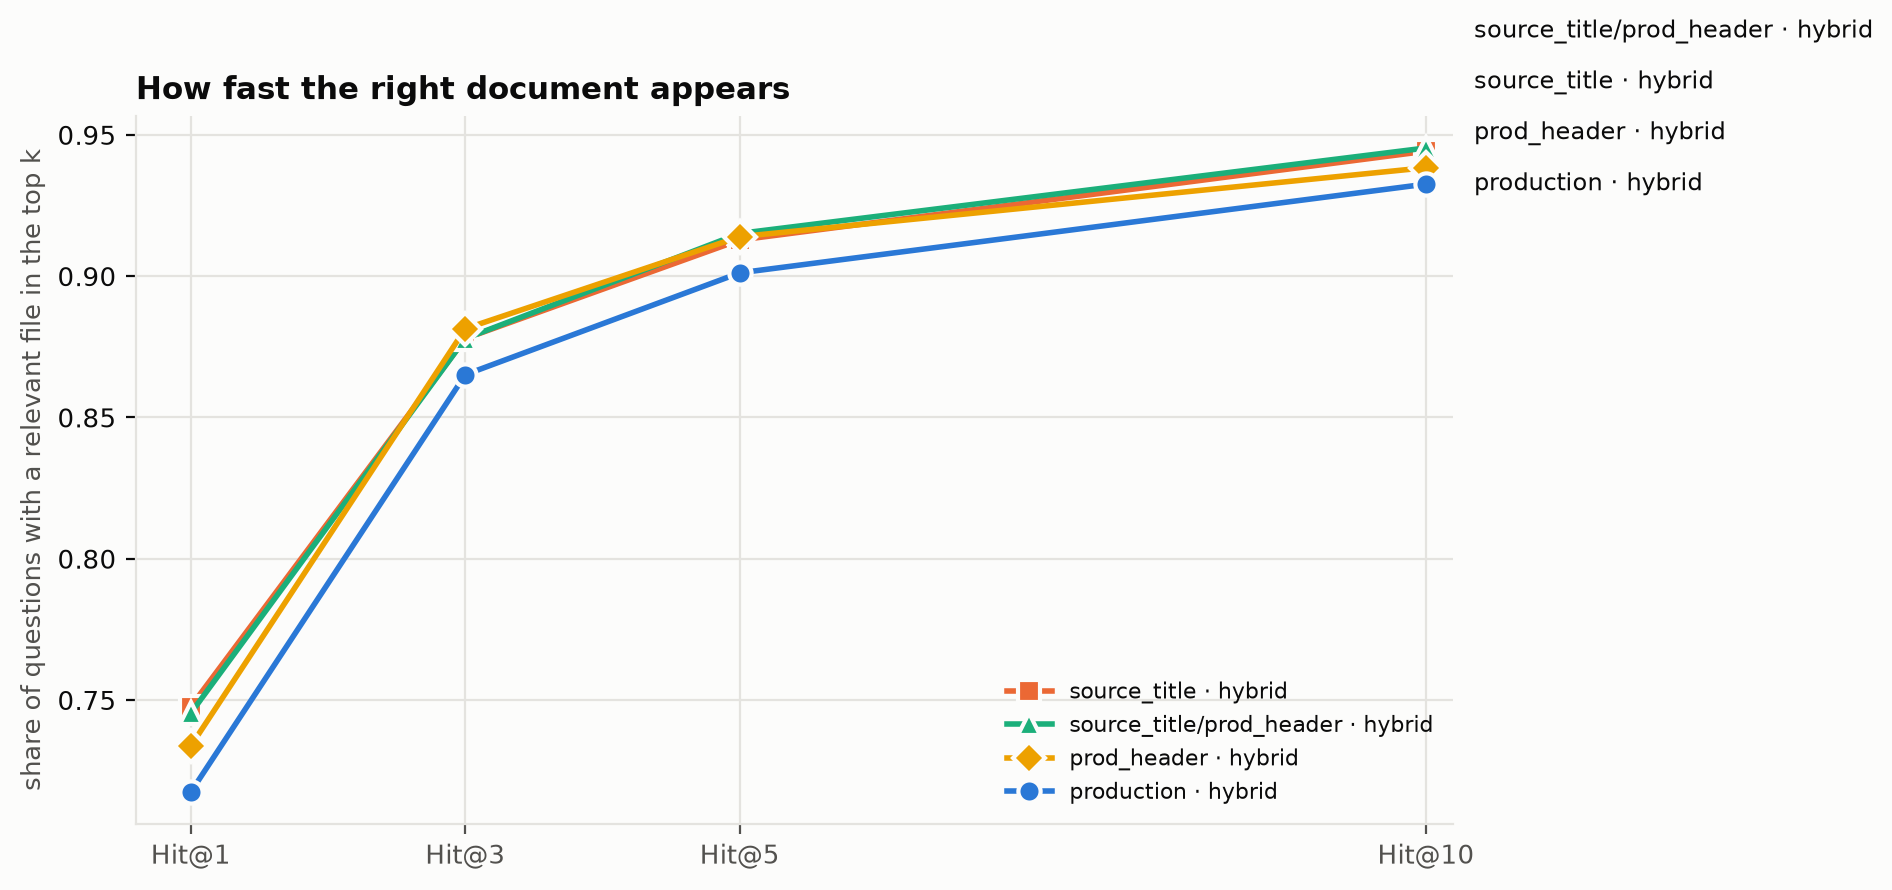 source_title/prod_header · hybrid
source_title · hybrid
prod_header · hybrid
production · hybrid
How fast the right document appears
share of questions with a relevant file in the top k
0.95
0.90
0.85
0.80
0.75
source_title · hybrid
source_title/prod_header · hybrid
prod_header · hybrid
production · hybrid
Hit@1
Hit@3
Hit@5
Hit@10